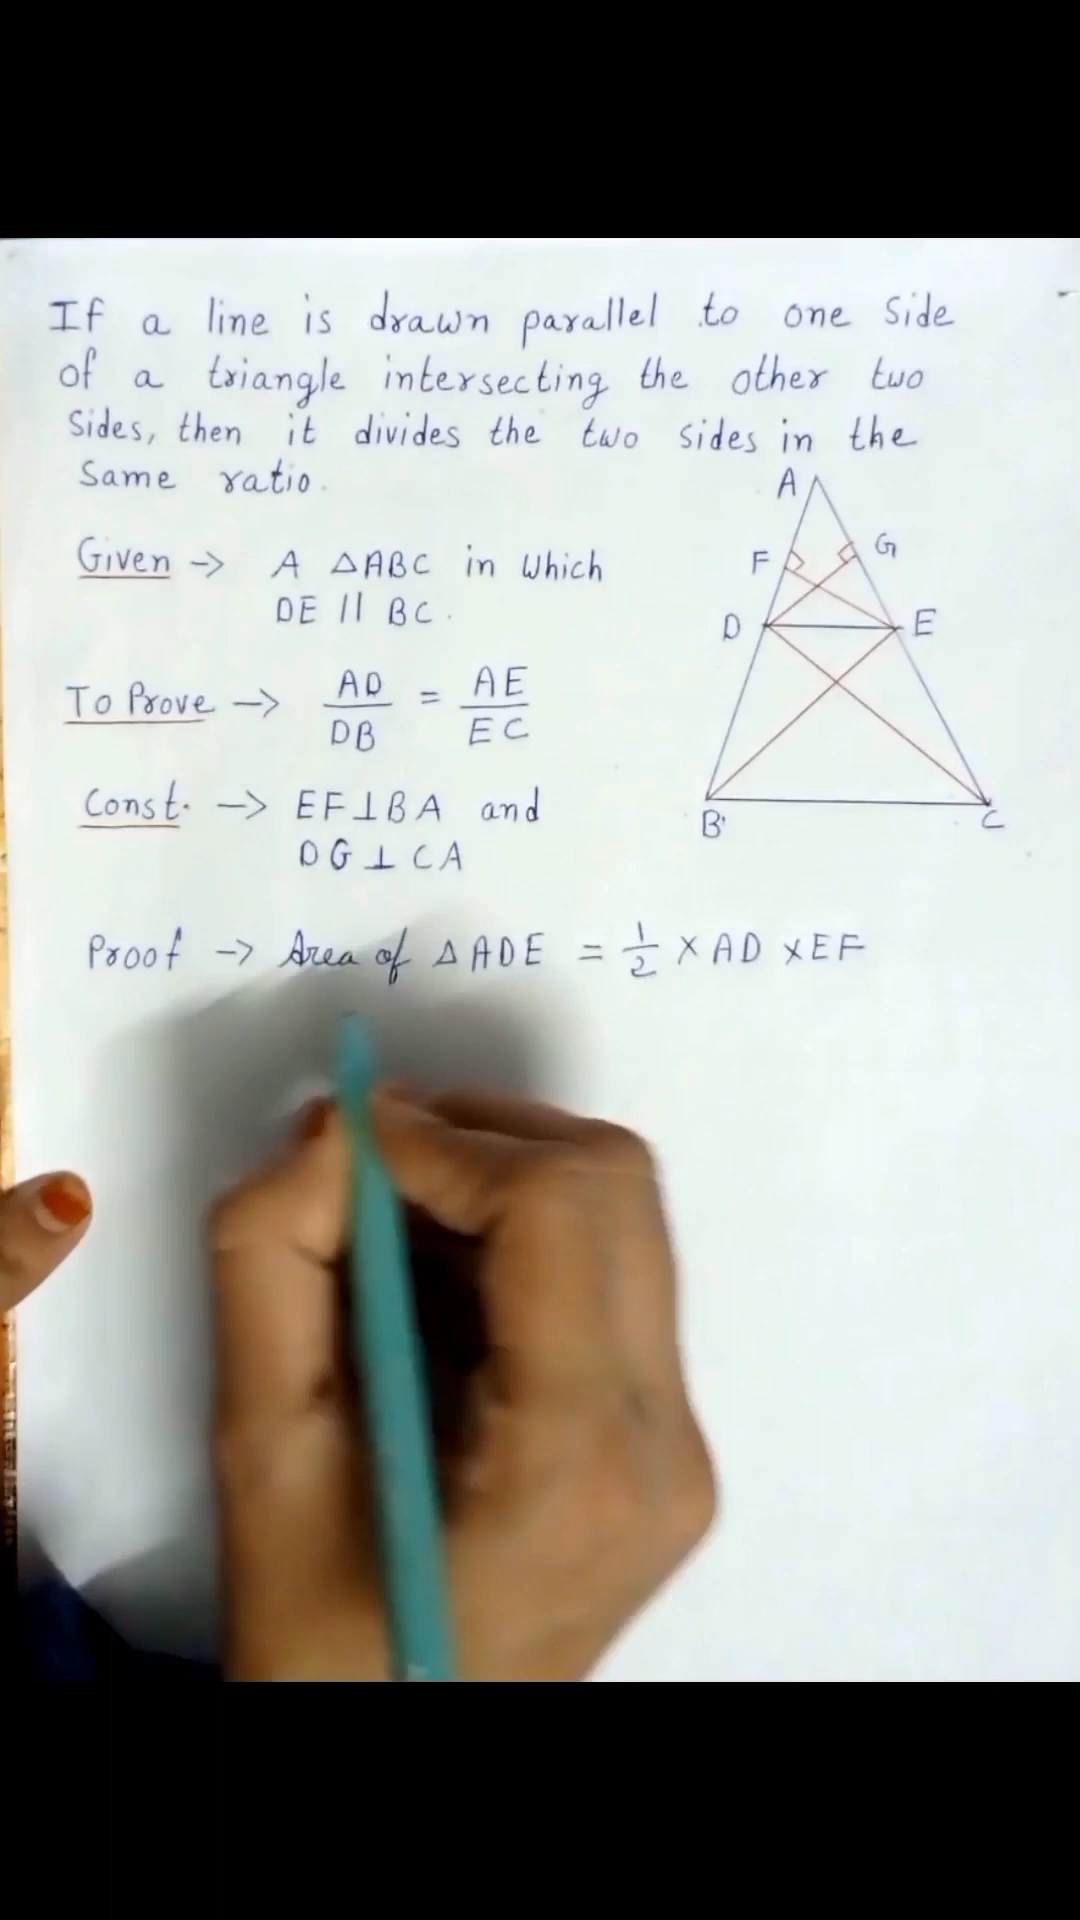 If a line is drawn parallel to one side
of a triangle intersecting the other two
sides, then it divides the two sides in the
same ratio.
Given → A △ABC in which
DE || BC.
To Prove → AD/DB = AE/EC
Const. → EF⊥BA and
DG ⊥ CA
Proof → Area of △ADE = 1/2 × AD × EF
A
F
G
D
E
B
C